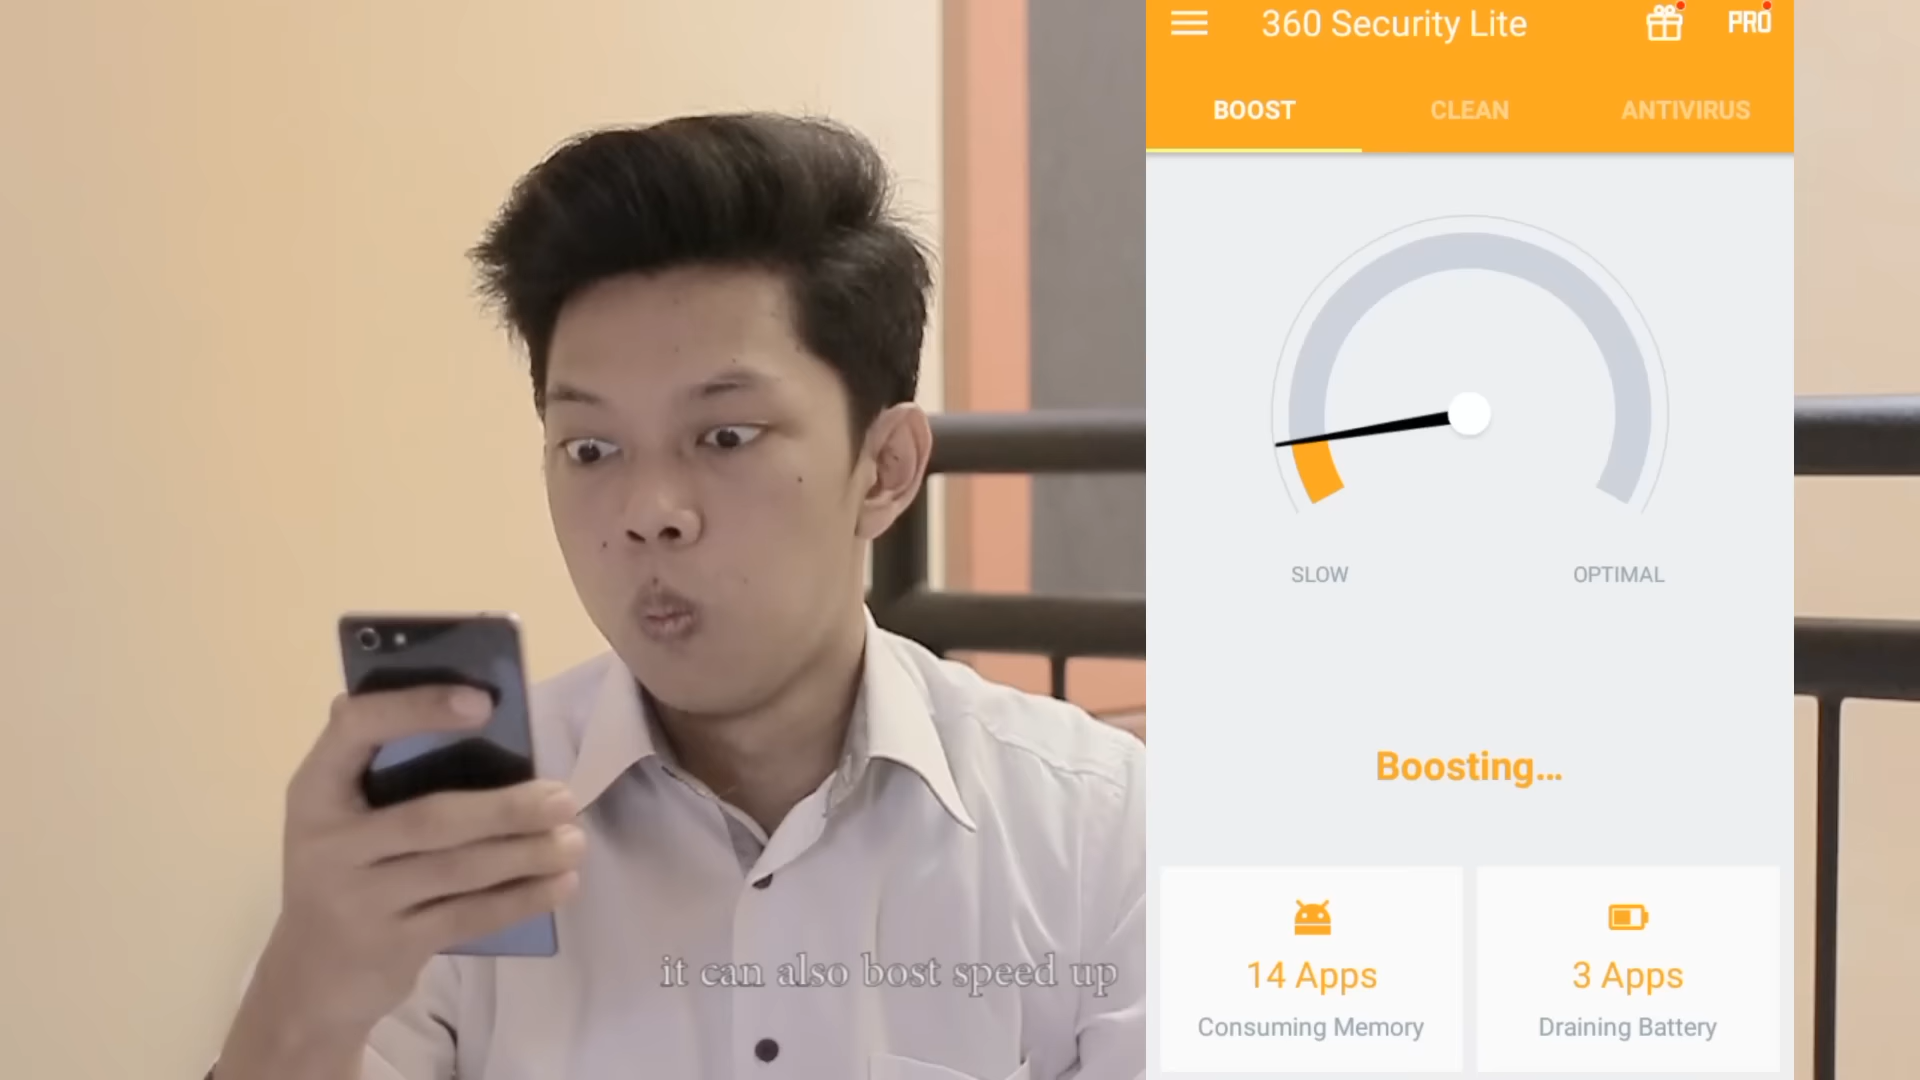 360 Security Lite
PRO
BOOST
CLEAN
ANTIVIRUS
SLOW
OPTIMAL
Boosting...
14 Apps
3 Apps
Consuming Memory
Draining Battery
it can also bost speed up